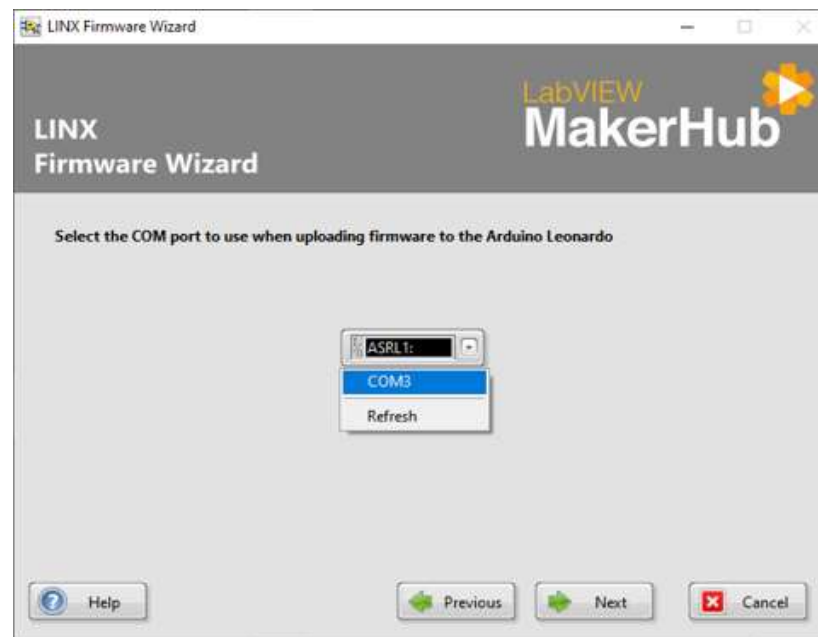 LINX Firmware Wizard
LabVIEW
MakerHub
LINX
Firmware Wizard
Select the COM port to use when uploading firmware to the Arduino Leonardo
ASRL1:
COM3
Refresh
Help
Previous
Next
Cancel